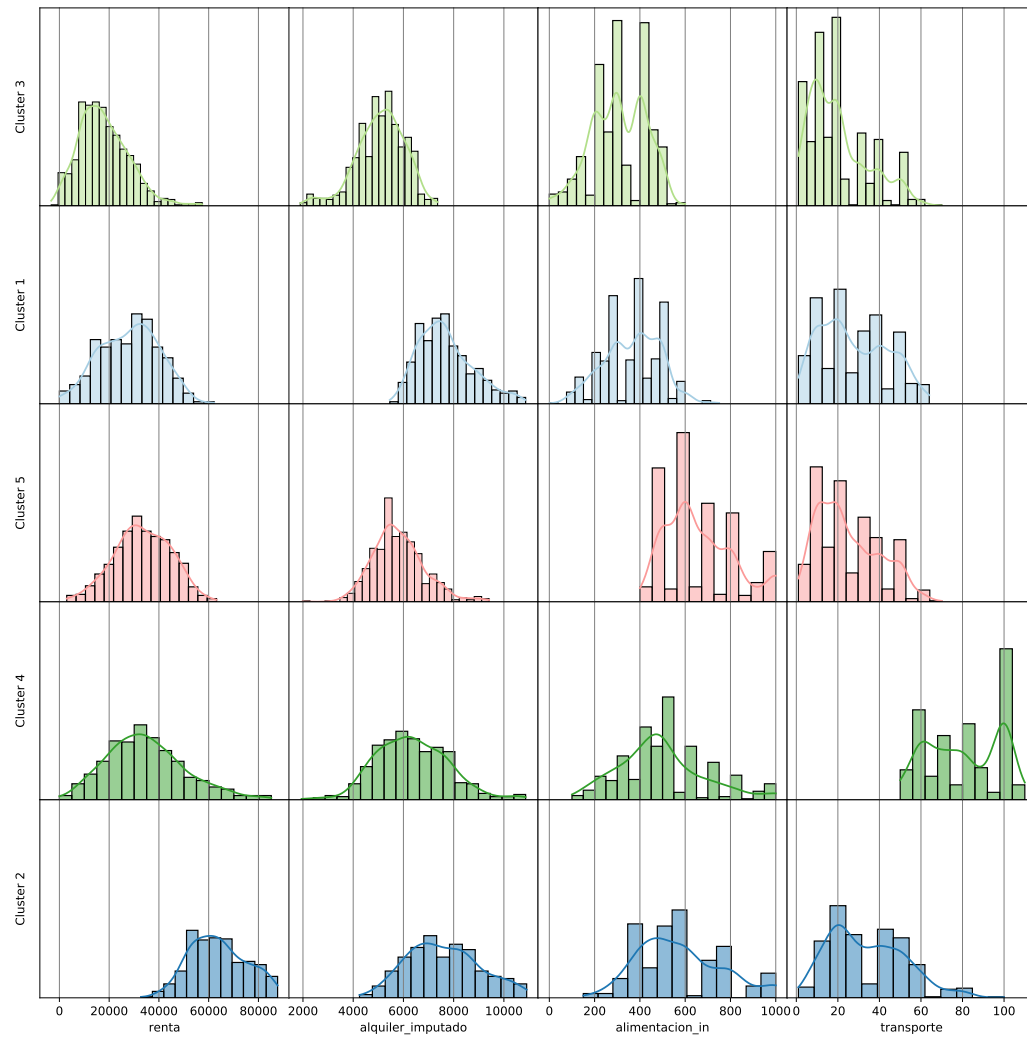 Cluster 3
Cluster 1
Cluster 5
Cluster 4
Cluster 2
0 20000 40000 60000 80000
2000 4000 6000 8000 10000
0 200 400 600 800 1000
0 20 40 60 80 100
renta
alquiler_imputado
alimentacion_in
transporte